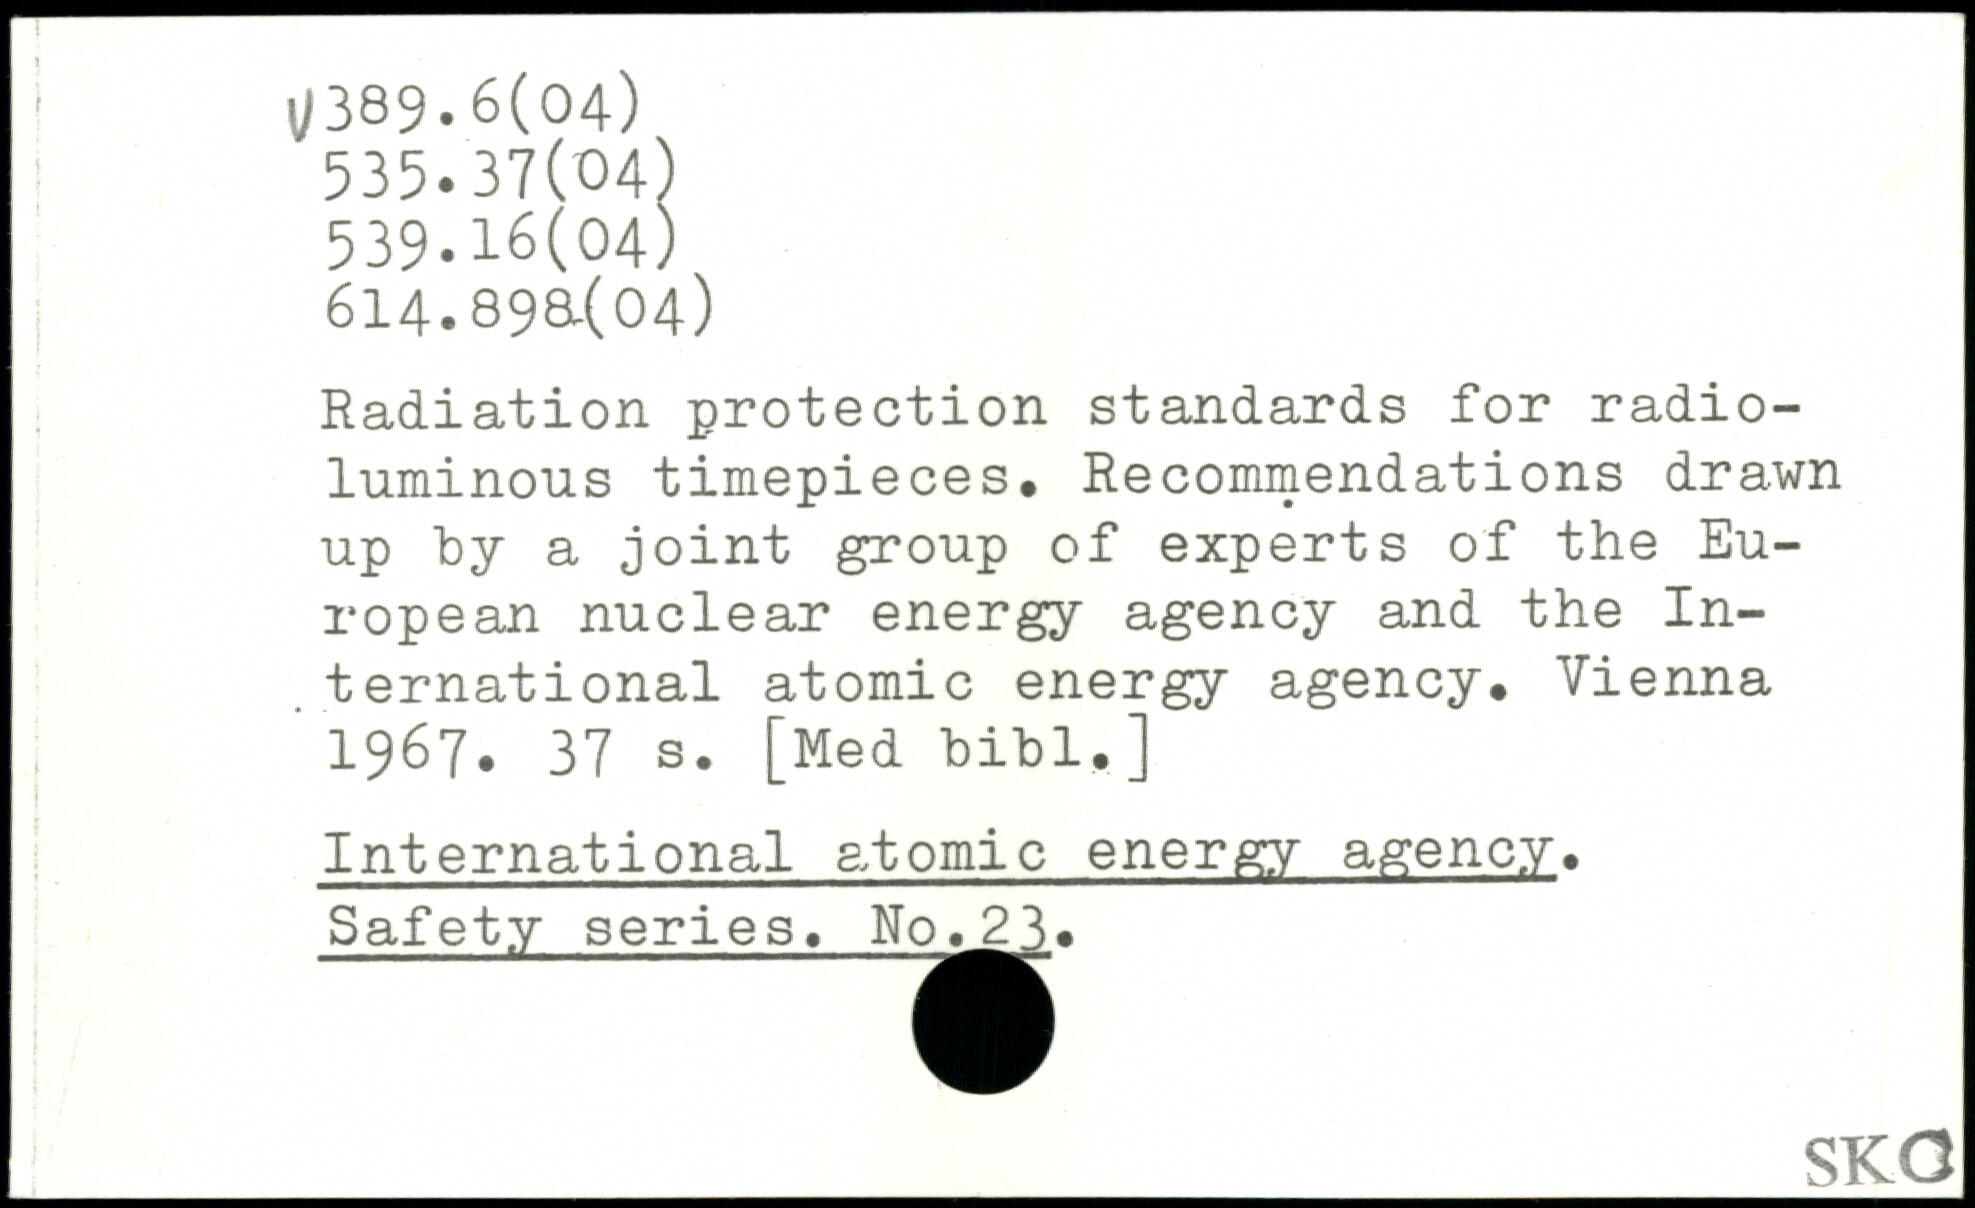 V 389.6(04)
535.37(04)
539.16(04)
614.898(04)
Radiation protection standards for radio-
luminous timepieces. Recommendations drawn
up by a joint group of experts of the Eu-
ropean nuclear energy agency and the In-
ternational atomic energy agency. Vienna
1967. 37 s. [Med bibl.]
International atomic energy agency.
Safety series. No.23.
SKC